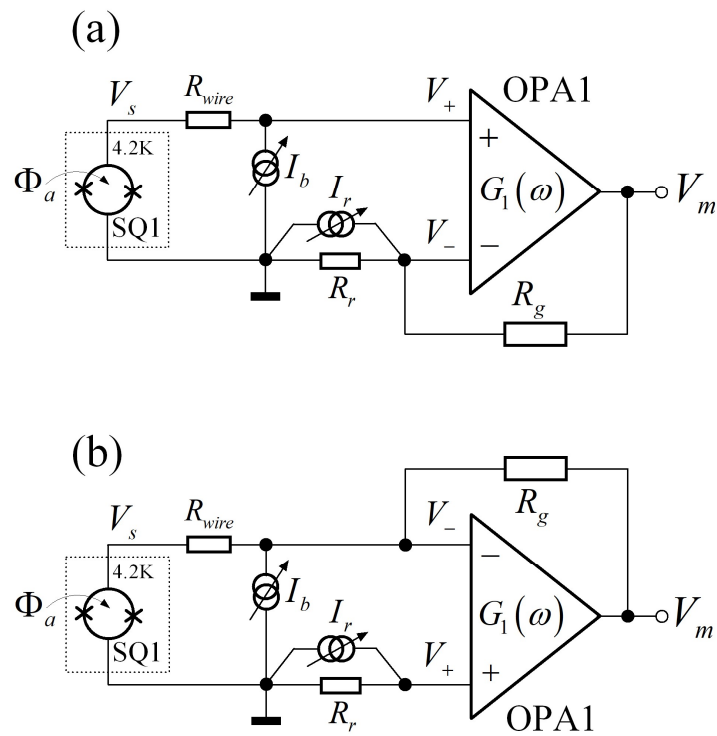 (a)
V_s R_wire V_+ OPA1
4.2K
+
Φ_a I_b I_r G_1(ω) V_m
SQ1 V_- −
R_r R_g
(b)
R_g
V_s R_wire V_-
4.2K −
Φ_a I_b I_r G_1(ω) V_m
SQ1 V_+ +
R_r OPA1